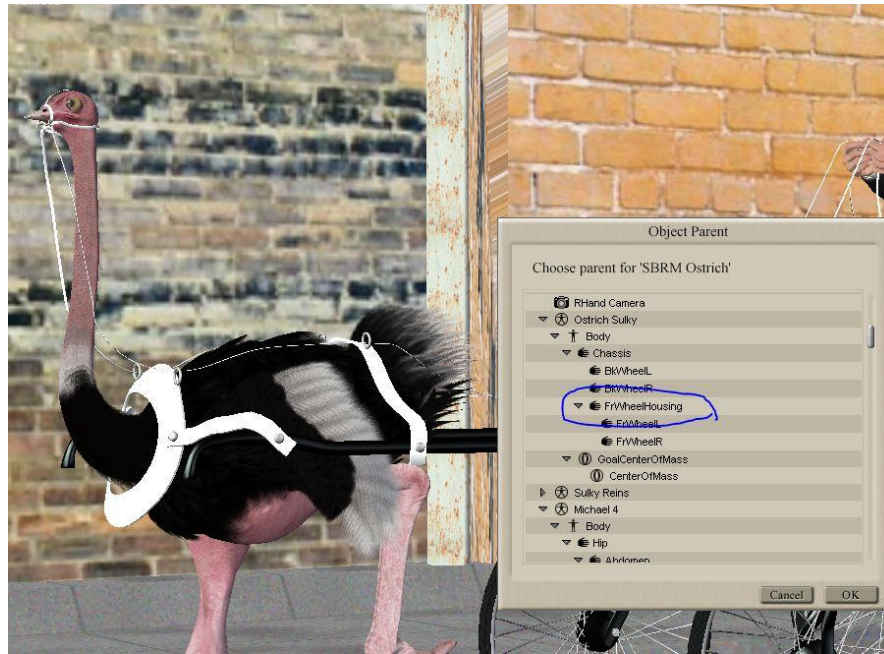 Object Parent
Choose parent for 'SBRM Ostrich'
RHand Camera
Ostrich Sulky
Body
Chassis
BkWheelL
BkWheelR
FrWheelHousing
FrWheelL
FrWheelR
GoalCenterOfMass
CenterOfMass
Sulky Reins
Michael 4
Body
Hip
Abdomen
Cancel OK